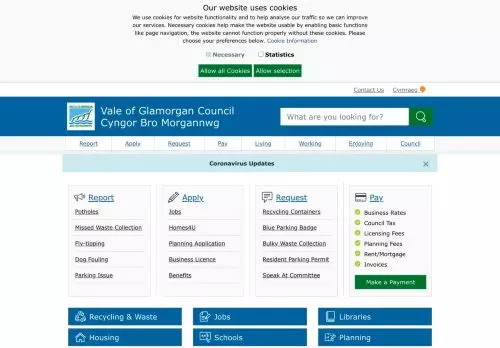 Our website uses cookies
We use cookies for website functionality and to help analyse our traffic so we can improve
our services. Necessary cookies help make the website usable by enabling basic functions
like page navigation, the website cannot function properly without these cookies. Please
choose your preferences below. Cookie Information
Necessary Statistics
Allow all Cookies Allow selection
Contact Us Cymraeg
Vale of Glamorgan Council
Cyngor Bro Morgannwg
What are you looking for?
Report Apply Request Pay Living Working Enjoying Council
Coronavirus Updates ×
Report
Potholes
Missed Waste Collection
Fly-tipping
Dog Fouling
Parking Issue
Apply
Jobs
Homes4U
Planning Application
Business Licence
Benefits
Request
Recycling Containers
Blue Parking Badge
Bulky Waste Collection
Resident Parking Permit
Speak At Committee
Pay
Business Rates
Council Tax
Licensing Fees
Planning Fees
Rent/Mortgage
Invoices
Make a Payment
Recycling & Waste Jobs Libraries
Housing Schools Planning